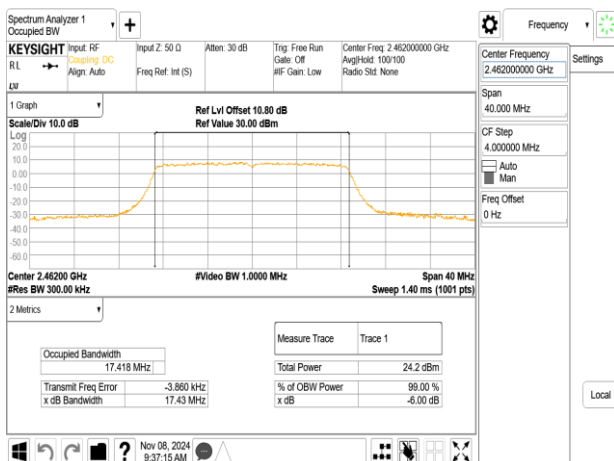 Spectrum Analyzer 1
Occupied BW
Frequency
KEYSIGHT
Input: RF
Input Z: 50 Ω
Atten: 30 dB
Trig: Free Run
Center Freq: 2.462000000 GHz
RL
Coupling: DC
Gate: Off
Avg|Hold: 100/100
Align: Auto
Freq Ref: Int (S)
#IF Gain: Low
Radio Std: None
LXI
Center Frequency
2.462000000 GHz
Settings
Span
40.000 MHz
CF Step
4.000000 MHz
Auto
Man
Freq Offset
0 Hz
Local
1 Graph
Ref Lvl Offset 10.80 dB
Scale/Div 10.0 dB
Ref Value 30.00 dBm
Log
20.0
10.0
0.00
-10.0
-20.0
-30.0
-40.0
-50.0
-60.0
Center 2.46200 GHz
#Video BW 1.0000 MHz
Span 40 MHz
#Res BW 300.00 kHz
Sweep 1.40 ms (1001 pts)
2 Metrics
Measure Trace
Trace 1
Occupied Bandwidth
17.418 MHz
Total Power
24.2 dBm
Transmit Freq Error
-3.860 kHz
% of OBW Power
99.00 %
x dB Bandwidth
17.43 MHz
x dB
-6.00 dB
?
Nov 08, 2024
9:37:15 AM